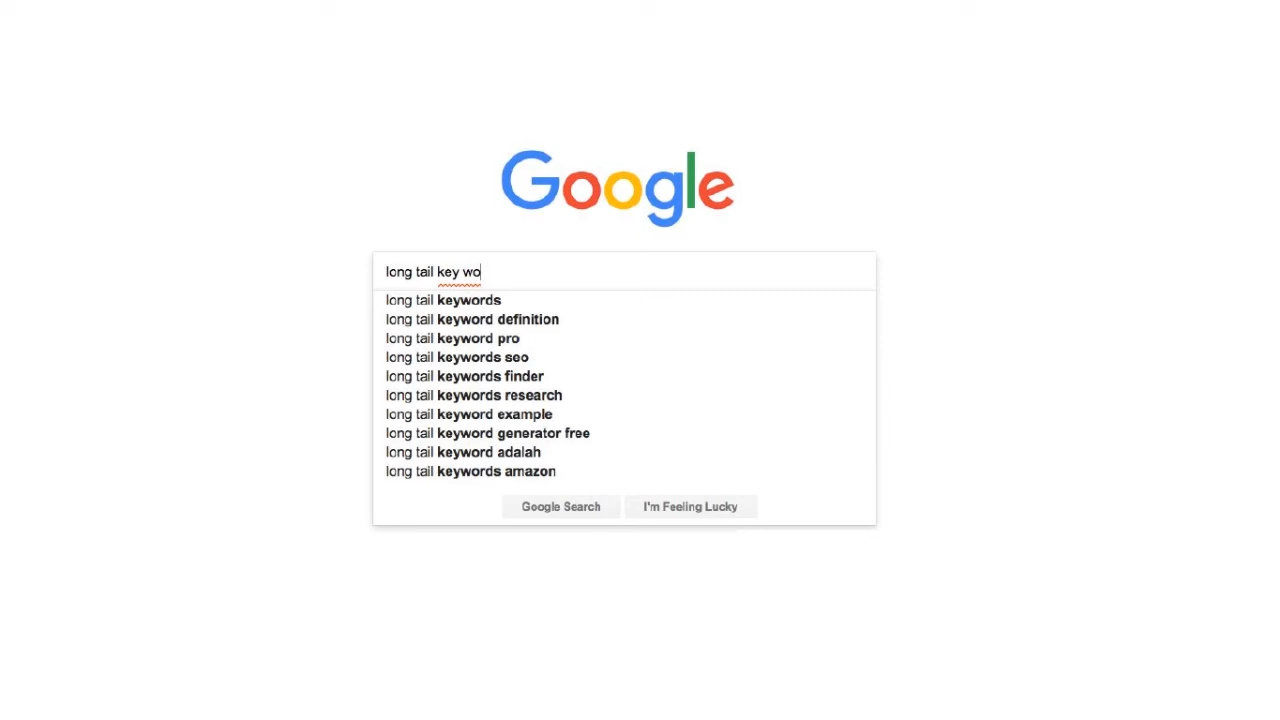 Google
long tail key wo
long tail keywords
long tail keyword definition
long tail keyword pro
long tail keywords seo
long tail keywords finder
long tail keywords research
long tail keyword example
long tail keyword generator free
long tail keyword adalah
long tail keywords amazon
Google Search I'm Feeling Lucky